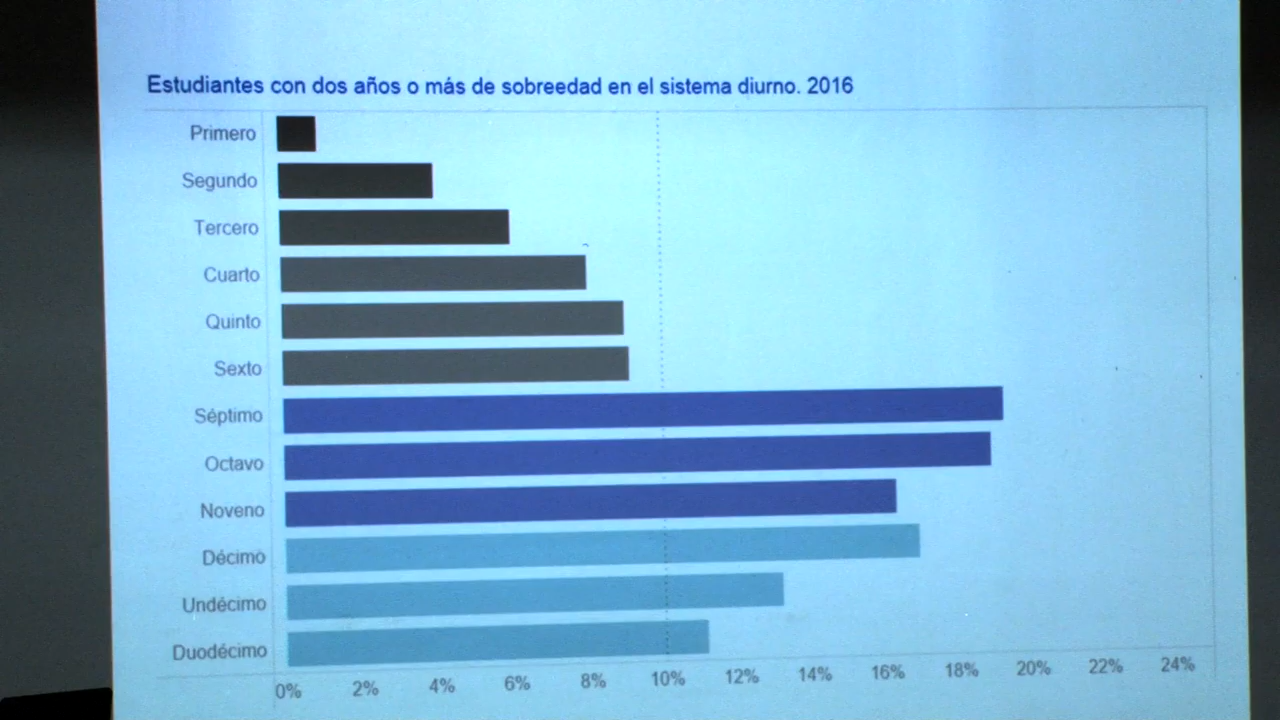 Estudiantes con dos años o más de sobreedad en el sistema diurno. 2016
Primero
Segundo
Tercero
Cuarto
Quinto
Sexto
Séptimo
Octavo
Noveno
Décimo
Undécimo
Duodécimo
0% 2% 4% 6% 8% 10% 12% 14% 16% 18% 20% 22% 24%